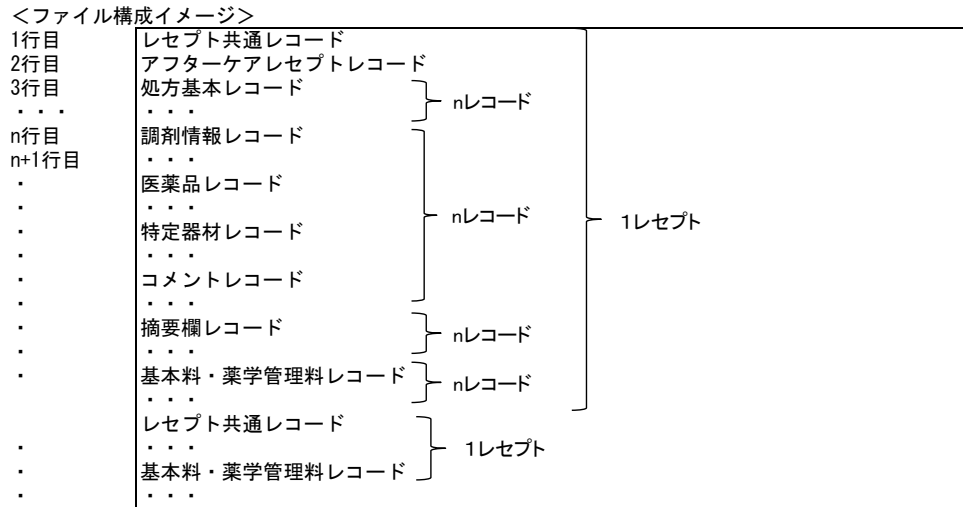 <ファイル構成イメージ>
1行目 レセプト共通レコード
2行目 アフターケアレセプトレコード
3行目 処方基本レコード
・・・ ・・・ nレコード
n行目 調剤情報レコード
n+1行目 ・・・
・ 医薬品レコード
・ ・・・ nレコード 1レセプト
・ 特定器材レコード
・ ・・・
・ コメントレコード
・ ・・・
・ 摘要欄レコード nレコード
・ ・・・
・ 基本料・薬学管理料レコード nレコード
・・・
レセプト共通レコード
・ ・・・ 1レセプト
・ 基本料・薬学管理料レコード
・ ・・・